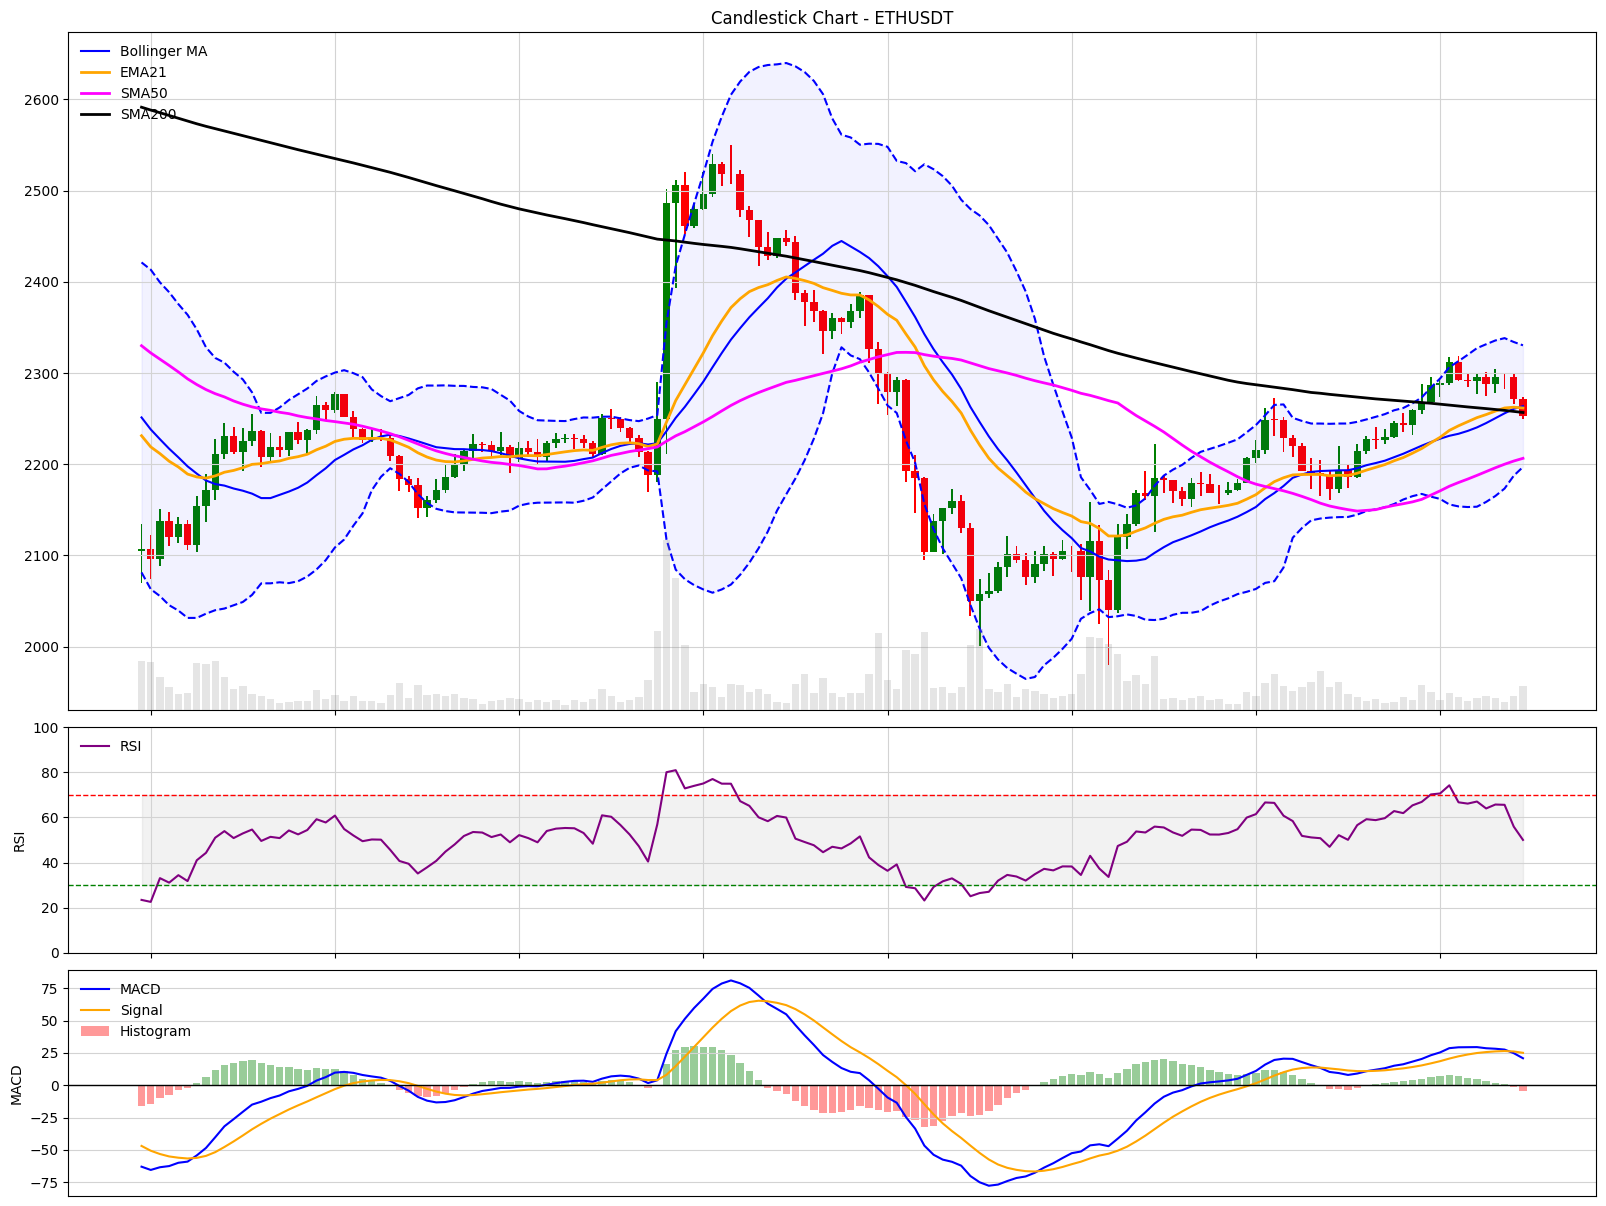 Candlestick Chart - ETHUSDT
Bollinger MA
EMA21
SMA50
SMA200
2600
2500
2400
2300
2200
2100
2000
RSI
100
80
60
40
20
0
RSI
MACD
Signal
Histogram
75
50
25
0
−25
−50
−75
MACD